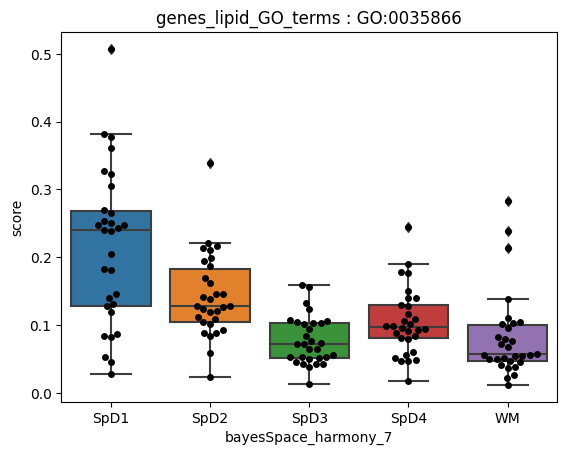 genes_lipid_GO_terms : GO:0035866
0.5
0.4
0.3
0.2
0.1
0.0
score
SpD1 SpD2 SpD3 SpD4 WM
bayesSpace_harmony_7